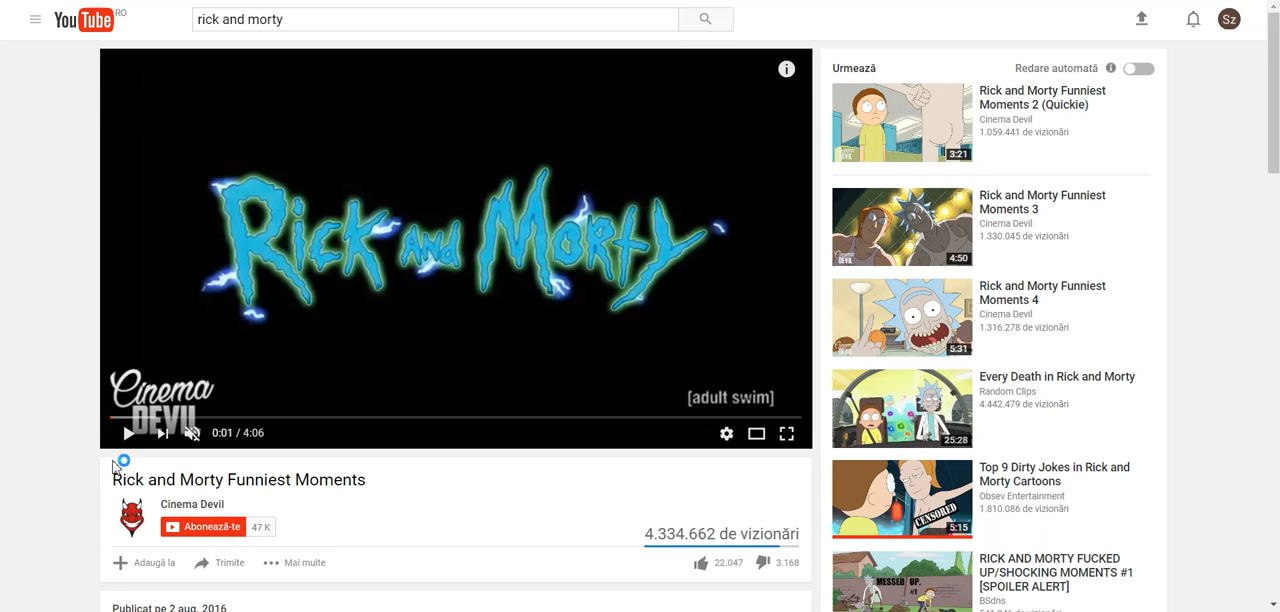 YouTube RO
rick and morty
Sz
Rick and Morty
Cinema
DEVIL
[adult swim]
0:01 / 4:06
Rick and Morty Funniest Moments
Cinema Devil
Abonează-te 47 K
4.334.662 de vizionări
Adaugă la Trimite Mai multe
22.047 3.168
Publicat pe 2 aug. 2016
Urmează
Redare automată
Rick and Morty Funniest
Moments 2 (Quickie)
Cinema Devil
1.059.441 de vizionări
3:21
Rick and Morty Funniest
Moments 3
Cinema Devil
1.330.045 de vizionări
4:50
Rick and Morty Funniest
Moments 4
Cinema Devil
1.316.278 de vizionări
5:31
Every Death in Rick and Morty
Random Clips
4.442.479 de vizionări
25:28
Top 9 Dirty Jokes in Rick and
Morty Cartoons
Obsev Entertainment
1.810.086 de vizionări
CENSORED
5:15
RICK AND MORTY FUCKED
UP/SHOCKING MOMENTS #1
[SPOILER ALERT]
BSdns
MESSED UP.
#1